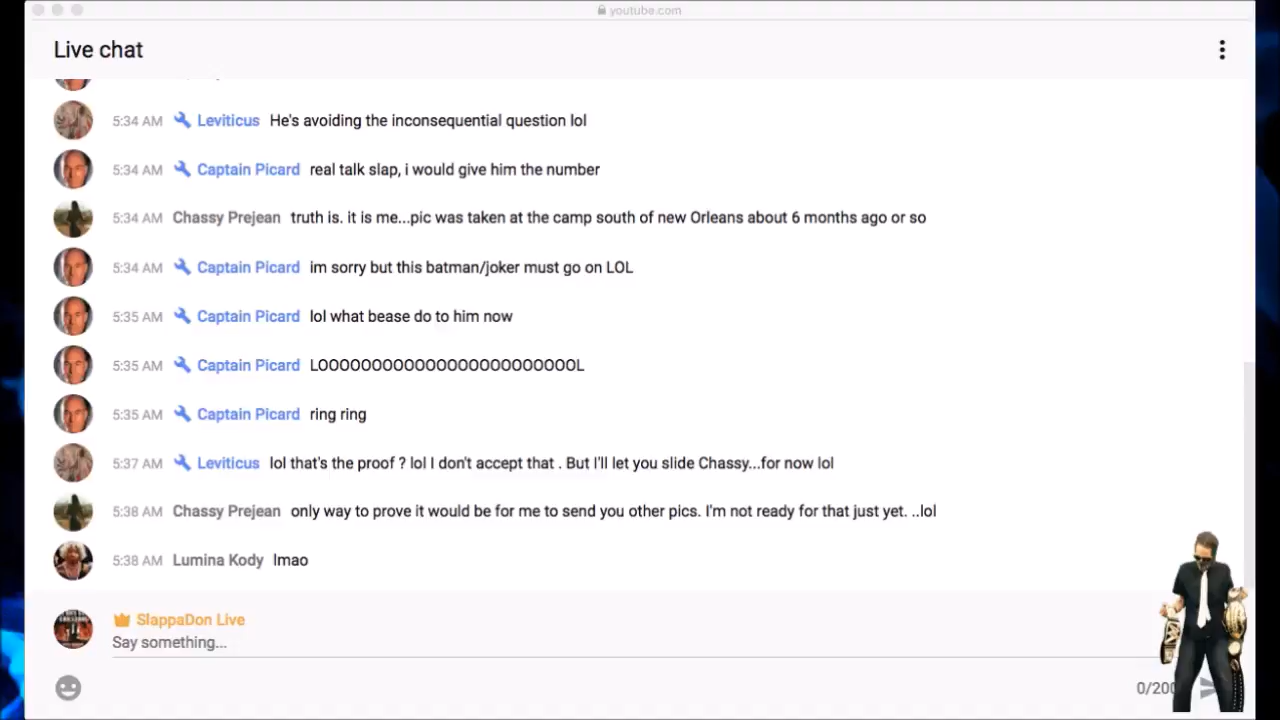 youtube.com
Live chat
5:34 AM Leviticus He's avoiding the inconsequential question lol
5:34 AM Captain Picard real talk slap, i would give him the number
5:34 AM Chassy Prejean truth is. it is me...pic was taken at the camp south of new Orleans about 6 months ago or so
5:34 AM Captain Picard im sorry but this batman/joker must go on LOL
5:35 AM Captain Picard lol what bease do to him now
5:35 AM Captain Picard LOOOOOOOOOOOOOOOOOOOOOOOOL
5:35 AM Captain Picard ring ring
5:37 AM Leviticus lol that's the proof ? lol I don't accept that . But I'll let you slide Chassy...for now lol
5:38 AM Chassy Prejean only way to prove it would be for me to send you other pics. I'm not ready for that just yet. ..lol
5:38 AM Lumina Kody lmao
SlappaDon Live
Say something...
0/200